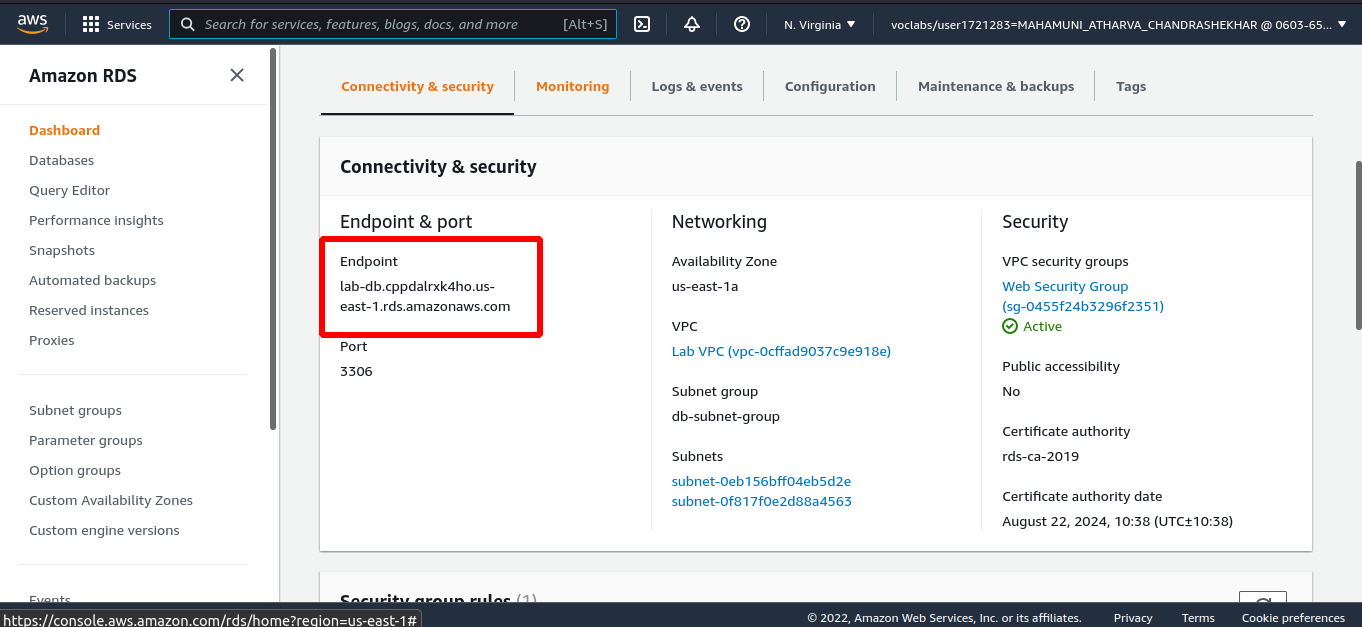 aws
Services
Search for services, features, blogs, docs, and more
[Alt+S]
N. Virginia
voclabs/user1721283=MAHAMUNI_ATHARVA_CHANDRASHEKHAR @ 0603-65...
Amazon RDS
Dashboard
Databases
Query Editor
Performance insights
Snapshots
Automated backups
Reserved instances
Proxies
Subnet groups
Parameter groups
Option groups
Custom Availability Zones
Custom engine versions
Events
Connectivity & security
Monitoring
Logs & events
Configuration
Maintenance & backups
Tags
Connectivity & security
Endpoint & port
Endpoint
lab-db.cppdalrxk4ho.us-
east-1.rds.amazonaws.com
Port
3306
Networking
Availability Zone
us-east-1a
VPC
Lab VPC (vpc-0cffad9037c9e918e)
Subnet group
db-subnet-group
Subnets
subnet-0eb156bff04eb5d2e
subnet-0f817f0e2d88a4563
Security
VPC security groups
Web Security Group
(sg-0455f24b3296f2351)
Active
Public accessibility
No
Certificate authority
rds-ca-2019
Certificate authority date
August 22, 2024, 10:38 (UTC±10:38)
Security group rules (1)
https://console.aws.amazon.com/rds/home?region=us-east-1#
© 2022, Amazon Web Services, Inc. or its affiliates.
Privacy
Terms
Cookie preferences